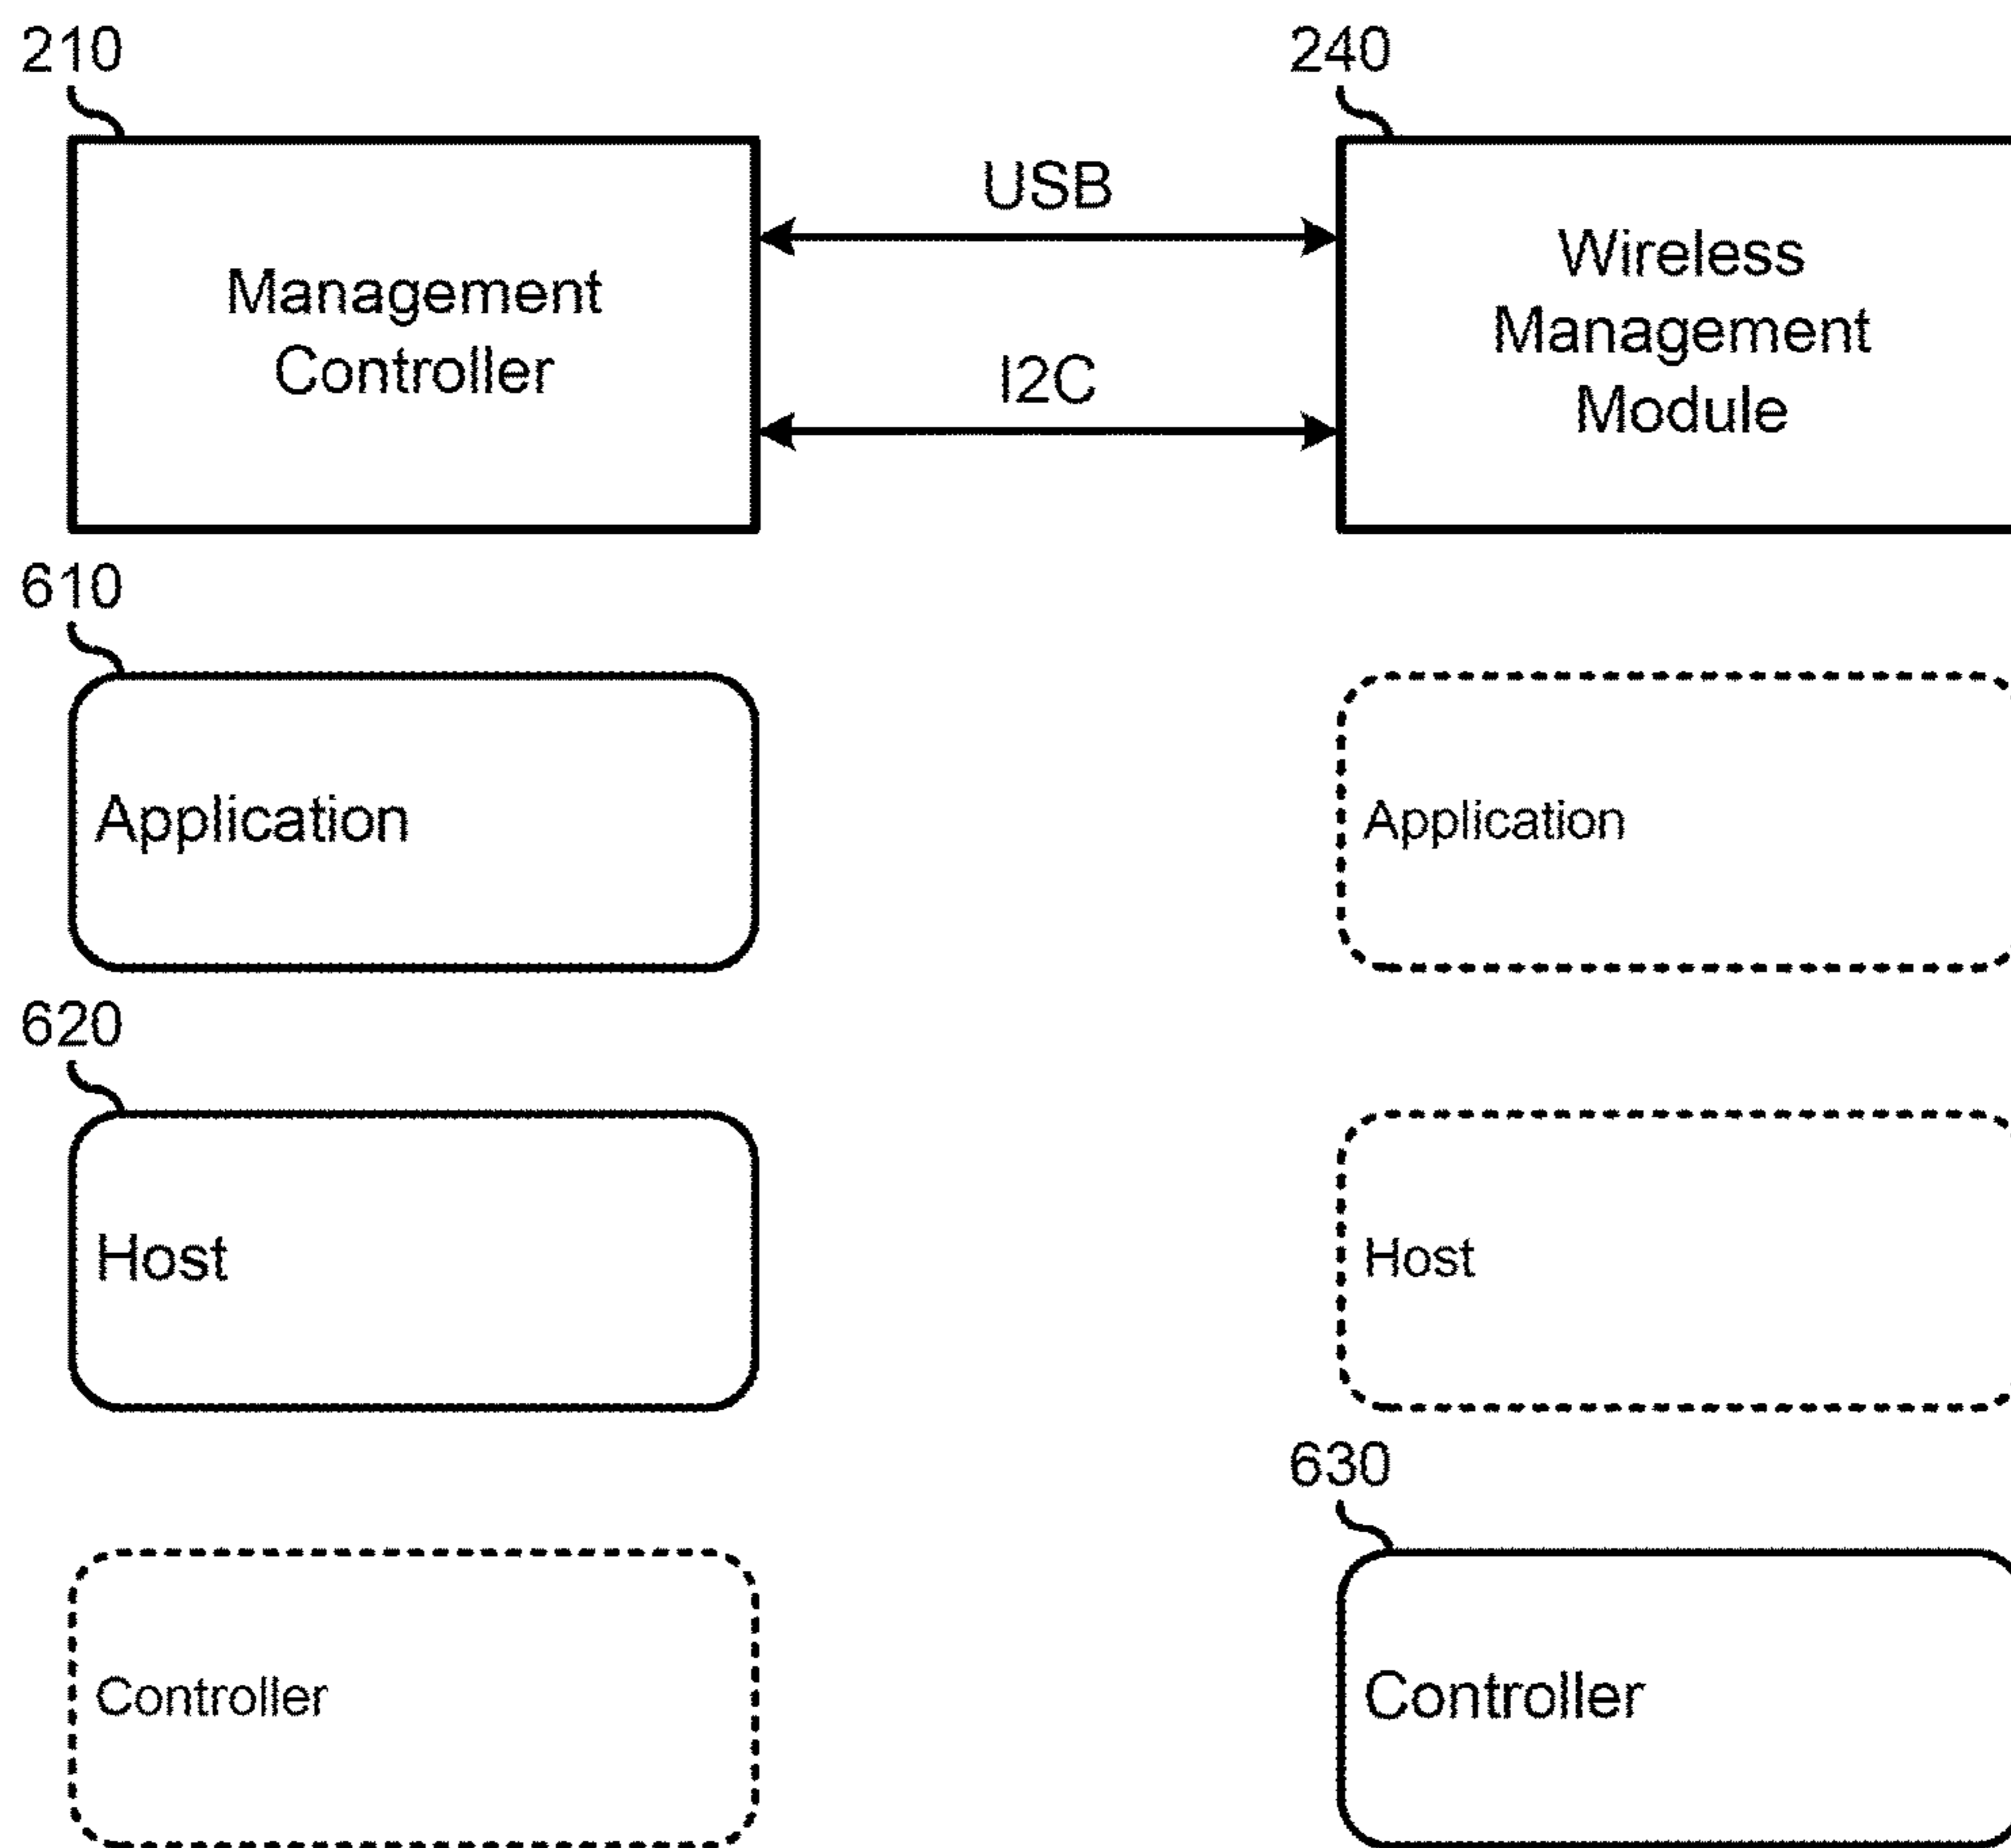 210
240
USB
Management
Controller
I2C
Wireless
Management
Module
610
Application
Application
620
Host
Host
630
Controller
Controller